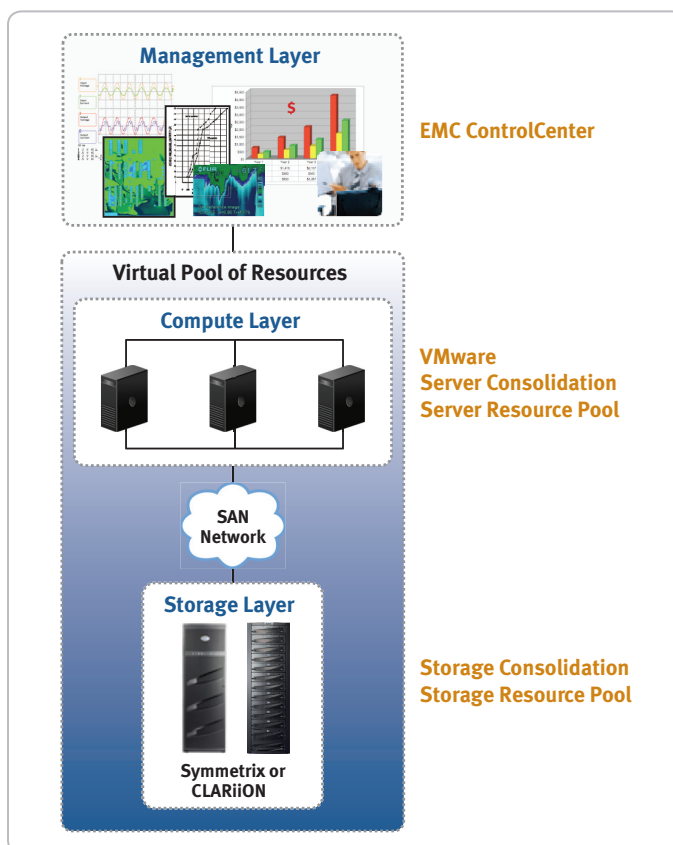 Management Layer
$
FLIR
EMC ControlCenter
Virtual Pool of Resources
Compute Layer
VMware
Server Consolidation
Server Resource Pool
SAN
Network
Storage Layer
Storage Consolidation
Storage Resource Pool
Symmetrix or
CLARiiON